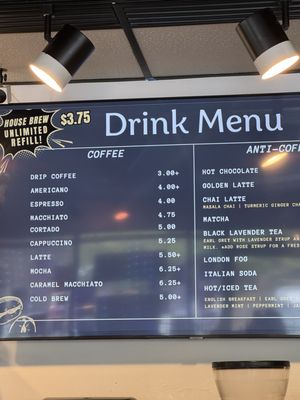 HOUSE BREW
UNLIMITED
REFILL!
$3.75
Drink Menu
COFFEE
DRIP COFFEE 3.00+
AMERICANO 4.00+
ESPRESSO 4.00
MACCHIATO 4.75
CORTADO 5.00
CAPPUCCINO 5.25
LATTE 5.50+
MOCHA 6.25+
CARAMEL MACCHIATO 6.25+
COLD BREW 5.00+
ANTI-COF
HOT CHOCOLATE
GOLDEN LATTE
CHAI LATTE
MASALA CHAI | TURMERIC GINGER CHA
MATCHA
BLACK LAVENDER TEA
EARL GREY WITH LAVENDER SYRUP AN
MILK. +ADD ROSE SYRUP FOR A FRES
LONDON FOG
ITALIAN SODA
HOT/ICED TEA
ENGLISH BREAKFAST | EARL GREY
LAVENDER MINT | PEPPERMINT | JA